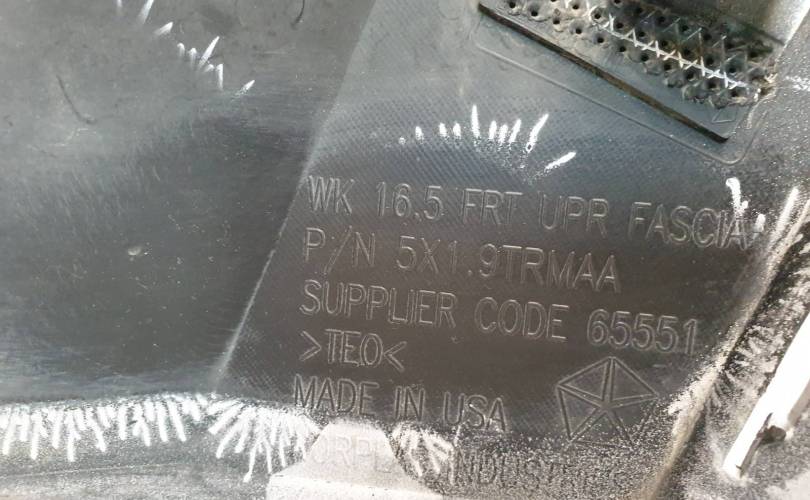 WK 16.5 FRT UPR FASCIA
P/N 5X1.9TRMAA
SUPPLIER CODE 65551
>TEO<
MADE IN USA